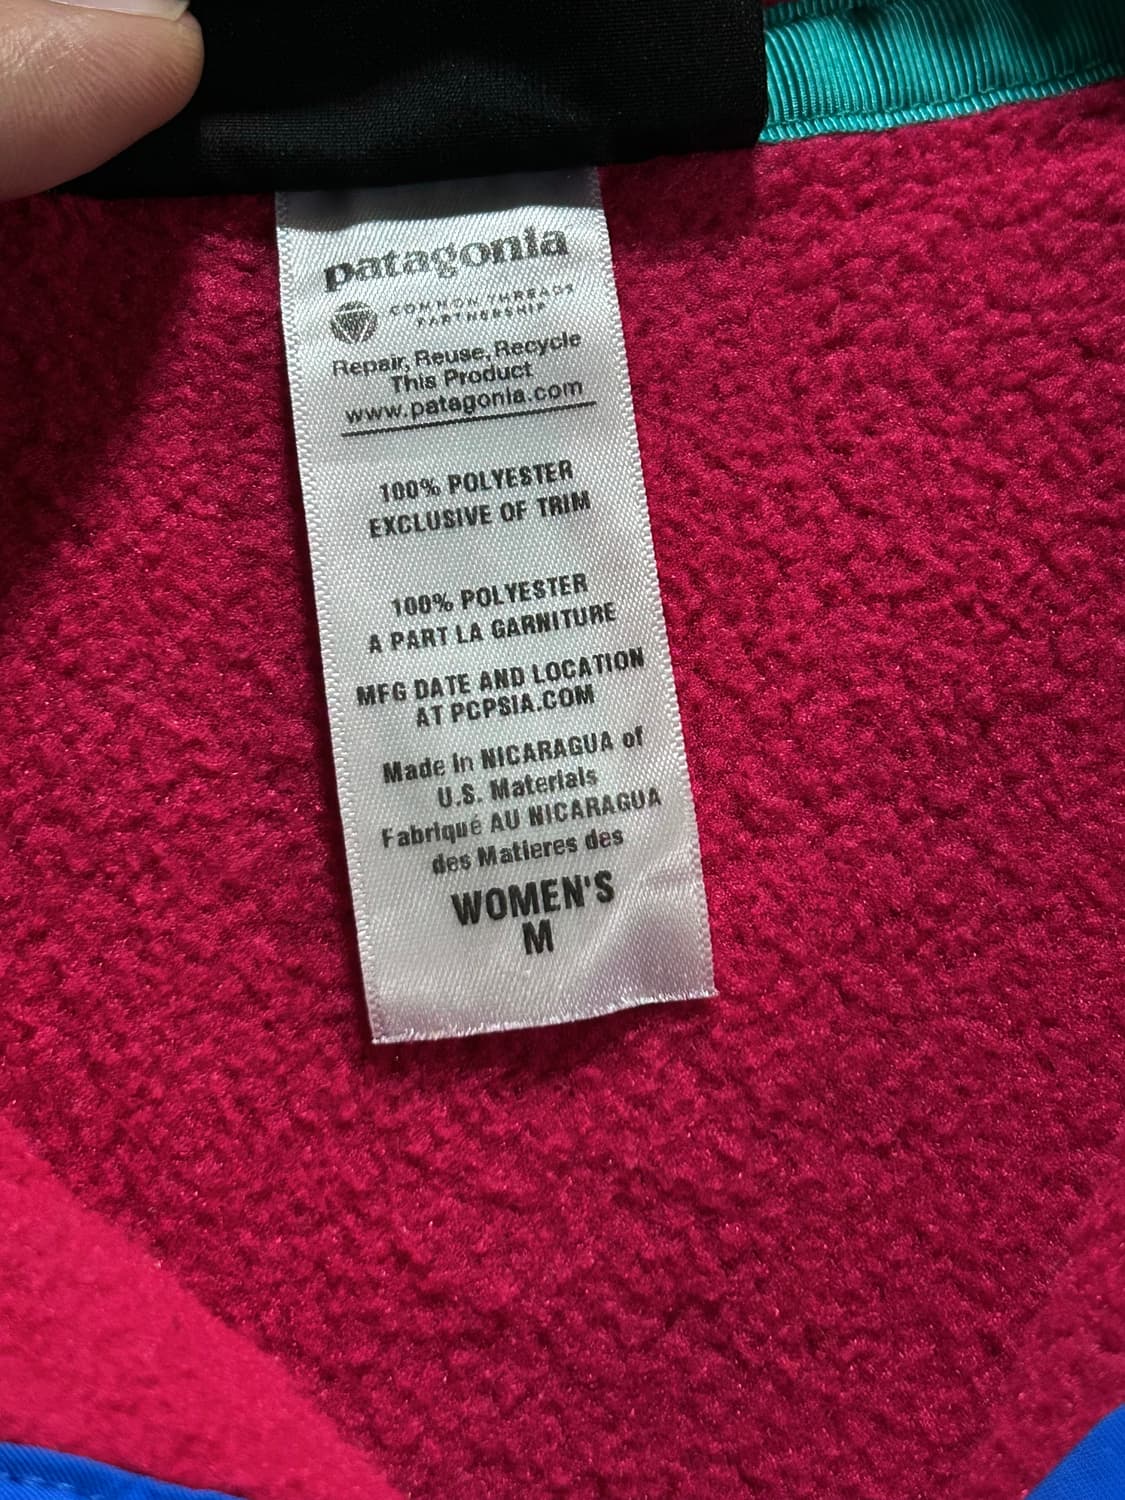 patagonia
COMMON THREADS
PARTNERSHIP
Repair, Reuse, Recycle
This Product
www.patagonia.com
100% POLYESTER
EXCLUSIVE OF TRIM
100% POLYESTER
A PART LA GARNITURE
MFG DATE AND LOCATION
AT PCPSIA.COM
Made in NICARAGUA of
U.S. Materials
Fabriqué AU NICARAGUA
des Matieres des
WOMEN'S
M